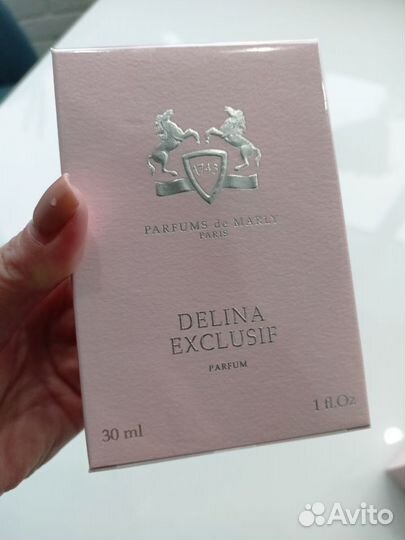 1743
PARFUMS de MARLY
PARIS
DELINA
EXCLUSIF
PARFUM
30 ml
1 fl.Oz
Avito